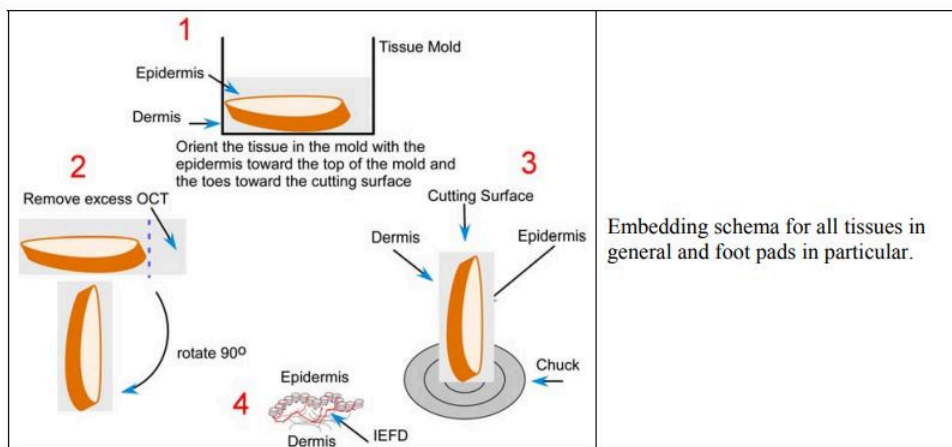 1
Tissue Mold
Epidermis
Dermis
Orient the tissue in the mold with the
epidermis toward the top of the mold and
the toes toward the cutting surface
2
Remove excess OCT
rotate 90º
3
Cutting Surface
Dermis
Epidermis
Chuck
4
Epidermis
IEFD
Dermis
Embedding schema for all tissues in
general and foot pads in particular.